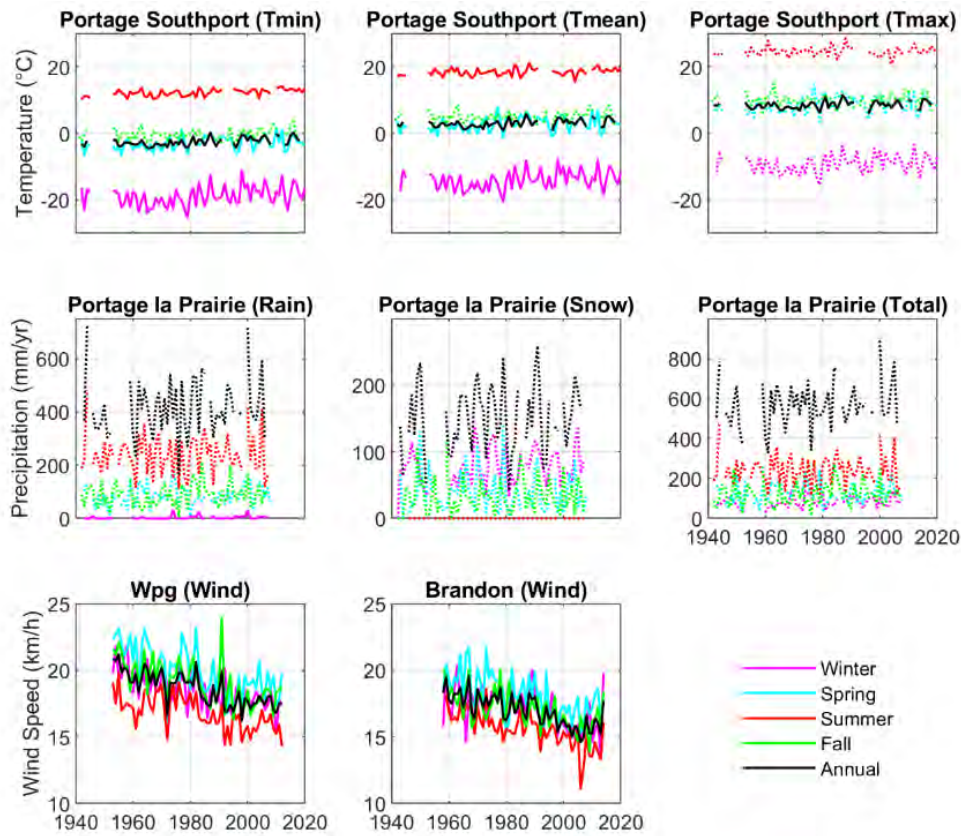 Portage Southport (Tmin)
Portage Southport (Tmean)
Portage Southport (Tmax)
Temperature (°C)
20
0
-20
20
0
-20
20
0
-20
Portage la Prairie (Rain)
Portage la Prairie (Snow)
Portage la Prairie (Total)
Precipitation (mm/yr)
600
400
200
0
200
100
0
800
600
400
200
0
1940 1960 1980 2000 2020
Wpg (Wind)
Brandon (Wind)
Wind Speed (km/h)
25
20
15
10
25
20
15
10
1940 1960 1980 2000 2020
1940 1960 1980 2000 2020
Winter
Spring
Summer
Fall
Annual